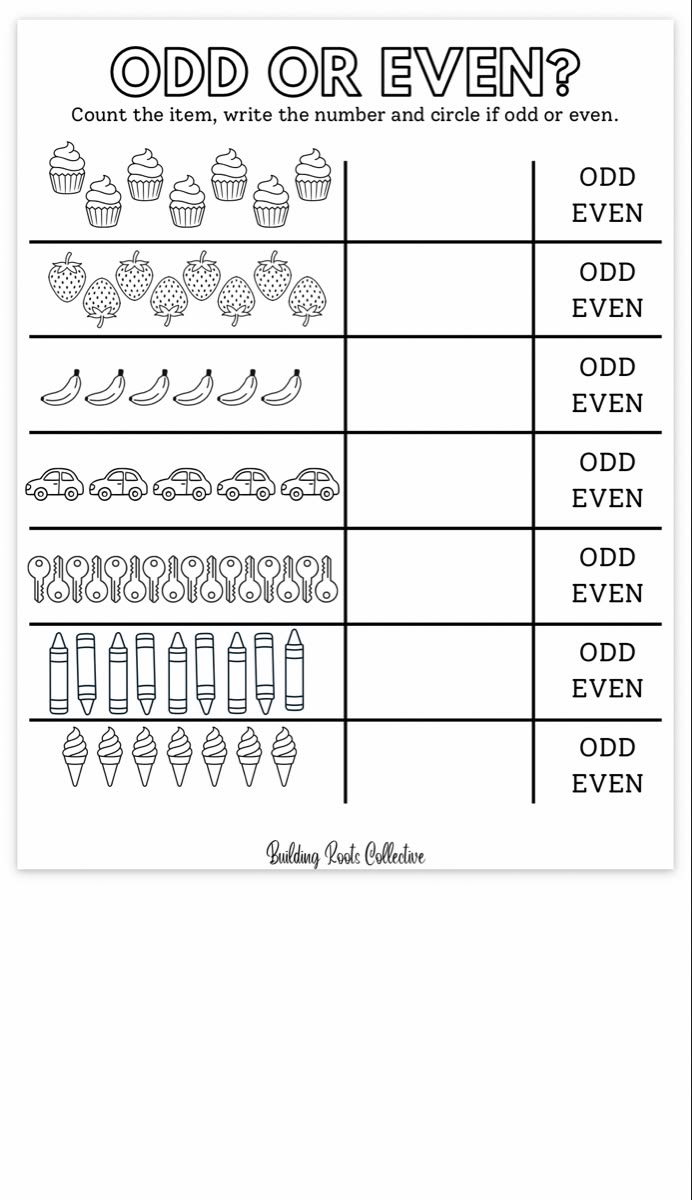 ODD OR EVEN?
Count the item, write the number and circle if odd or even.
ODD
EVEN
ODD
EVEN
ODD
EVEN
ODD
EVEN
ODD
EVEN
ODD
EVEN
ODD
EVEN
Building Roots Collective